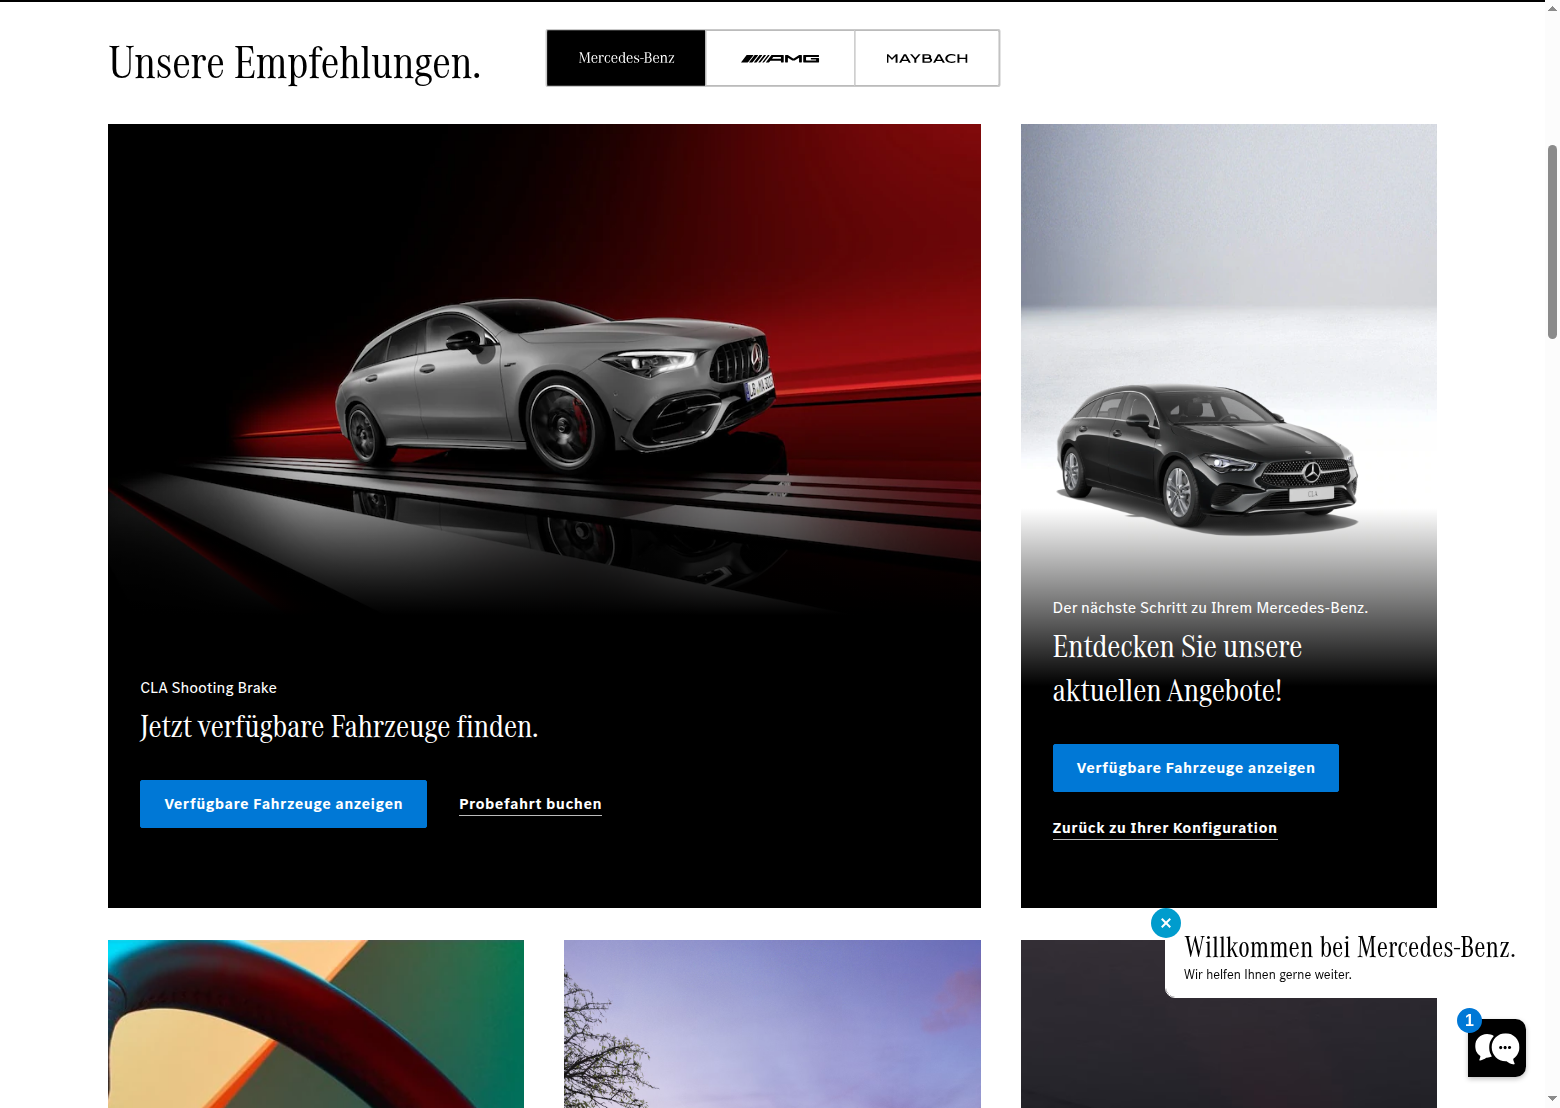 Unsere Empfehlungen.
Mercedes-Benz
AMG
MAYBACH
CLA
Der nächste Schritt zu Ihrem Mercedes-Benz.
Entdecken Sie unsere
aktuellen Angebote!
CLA Shooting Brake
Jetzt verfügbare Fahrzeuge finden.
Verfügbare Fahrzeuge anzeigen
Probefahrt buchen
Verfügbare Fahrzeuge anzeigen
Zurück zu Ihrer Konfiguration
Willkommen bei Mercedes-Benz.
Wir helfen Ihnen gerne weiter.
1